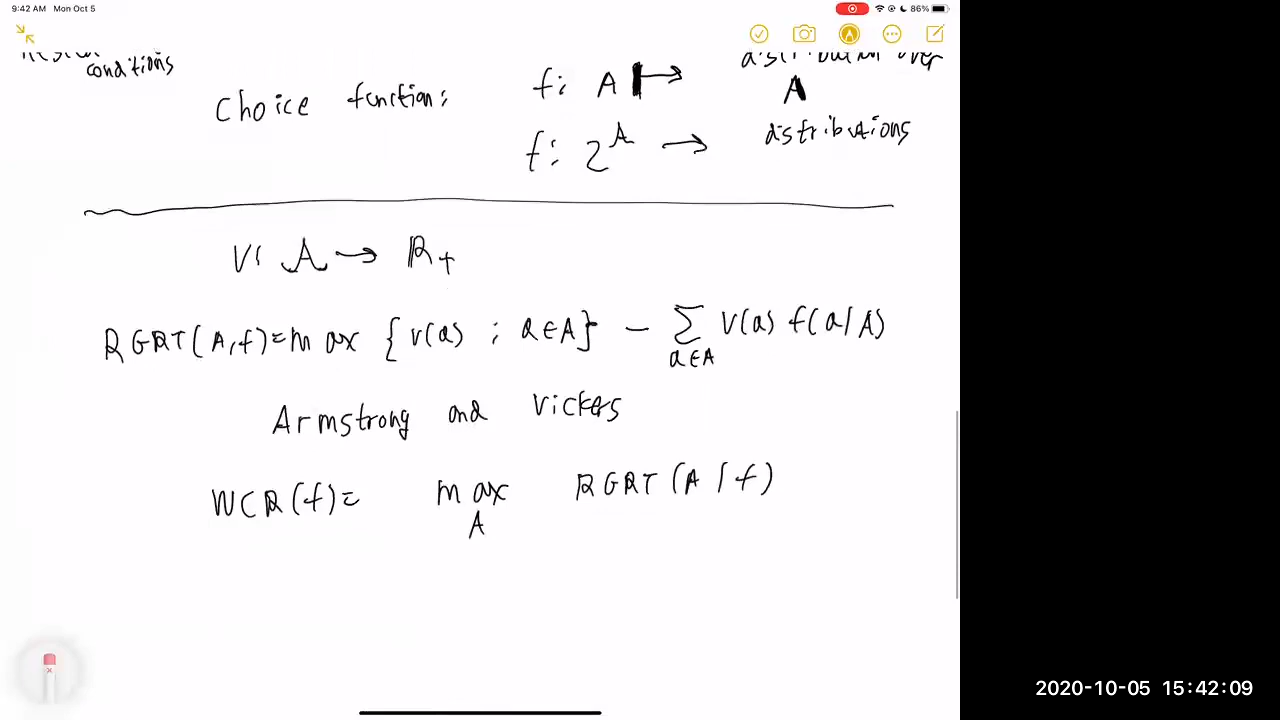 9:42 AM Mon Oct 5
86%
conditions
Choice function:
f: A ↦
distribution over
A
f: 2^𝒜 →
distributions
V: 𝒜 → ℝ+
RGRT(A,f)=max {v(a) : a∈A} − ∑_{a∈A} V(a) f(a|A)
Armstrong and Vickers
WCR(f)= max_A RGRT(A,f)
2020-10-05 15:42:09